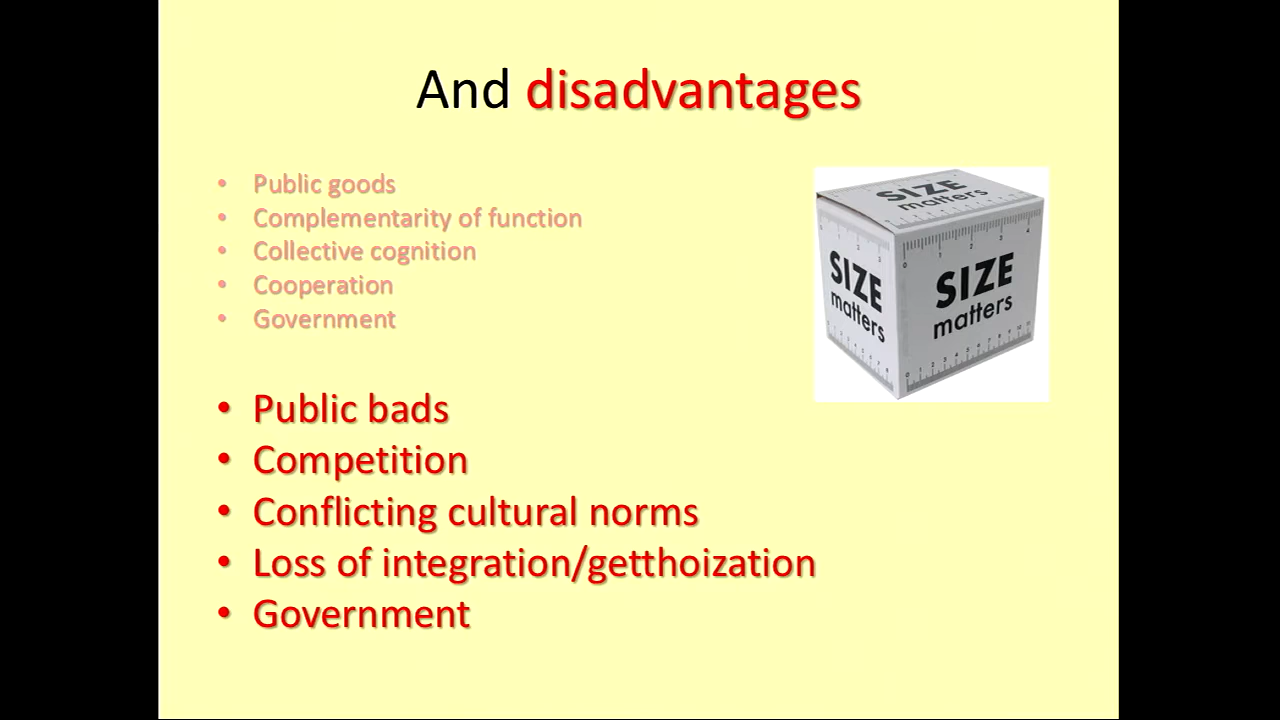 And disadvantages
• Public goods
• Complementarity of function
• Collective cognition
• Cooperation
• Government
SIZE
matters
SIZE
matters
SIZE
matters
• Public bads
• Competition
• Conflicting cultural norms
• Loss of integration/getthoization
• Government